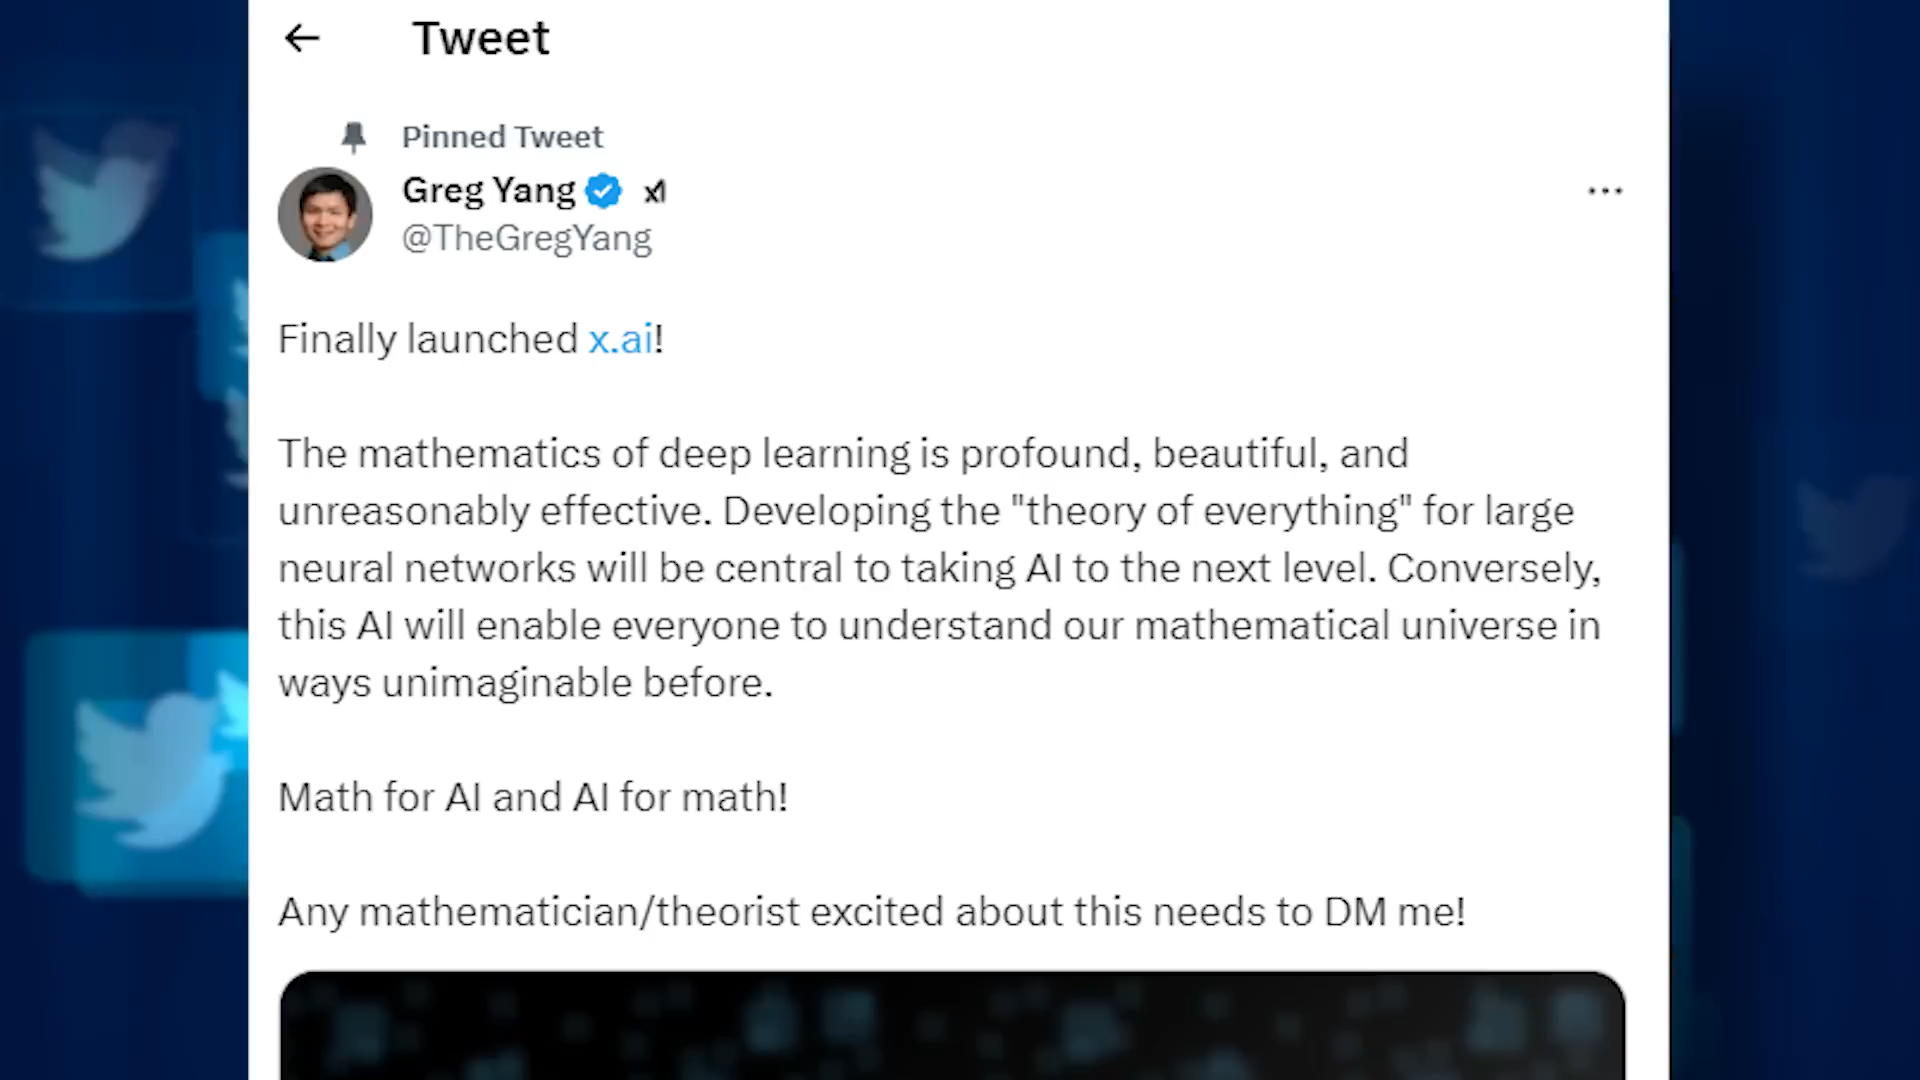 Tweet
Pinned Tweet
Greg Yang
@TheGregYang
Finally launched x.ai!
The mathematics of deep learning is profound, beautiful, and
unreasonably effective. Developing the "theory of everything" for large
neural networks will be central to taking AI to the next level. Conversely,
this AI will enable everyone to understand our mathematical universe in
ways unimaginable before.
Math for AI and AI for math!
Any mathematician/theorist excited about this needs to DM me!